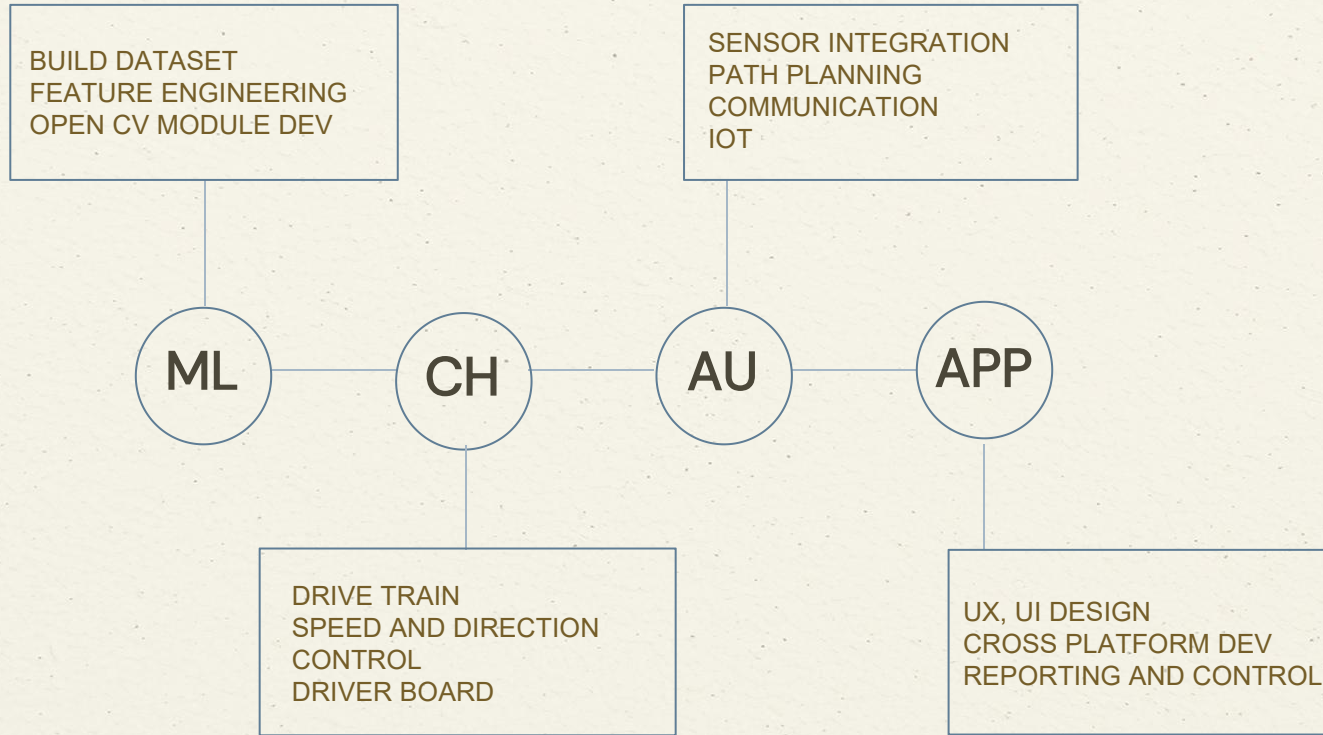 BUILD DATASET
FEATURE ENGINEERING
OPEN CV MODULE DEV
SENSOR INTEGRATION
PATH PLANNING
COMMUNICATION
IOT
ML
CH
AU
APP
DRIVE TRAIN
SPEED AND DIRECTION
CONTROL
DRIVER BOARD
UX, UI DESIGN
CROSS PLATFORM DEV
REPORTING AND CONTROL